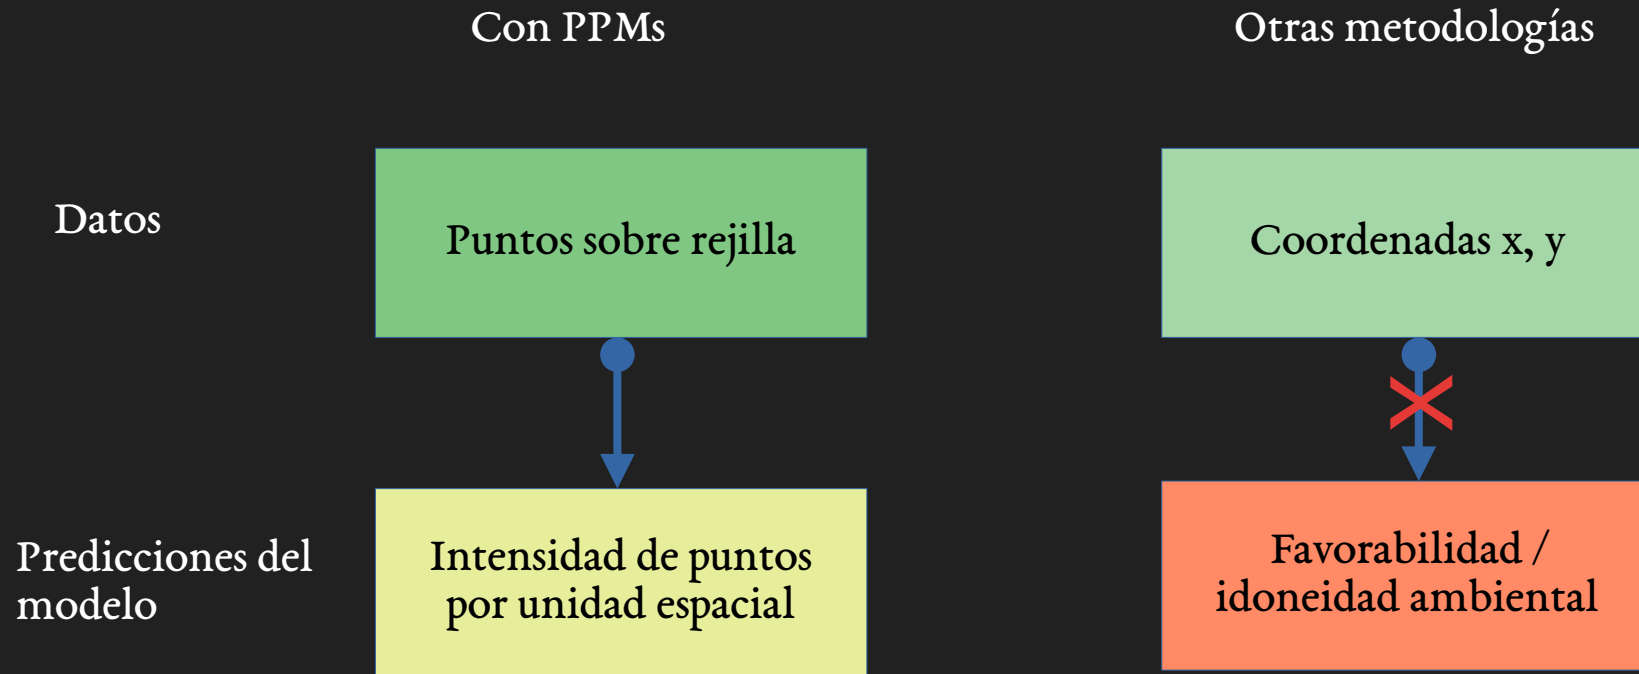 Con PPMs
Otras metodologías
Datos
Puntos sobre rejilla
Coordenadas x, y
Predicciones del
modelo
Intensidad de puntos
por unidad espacial
Favorabilidad /
idoneidad ambiental